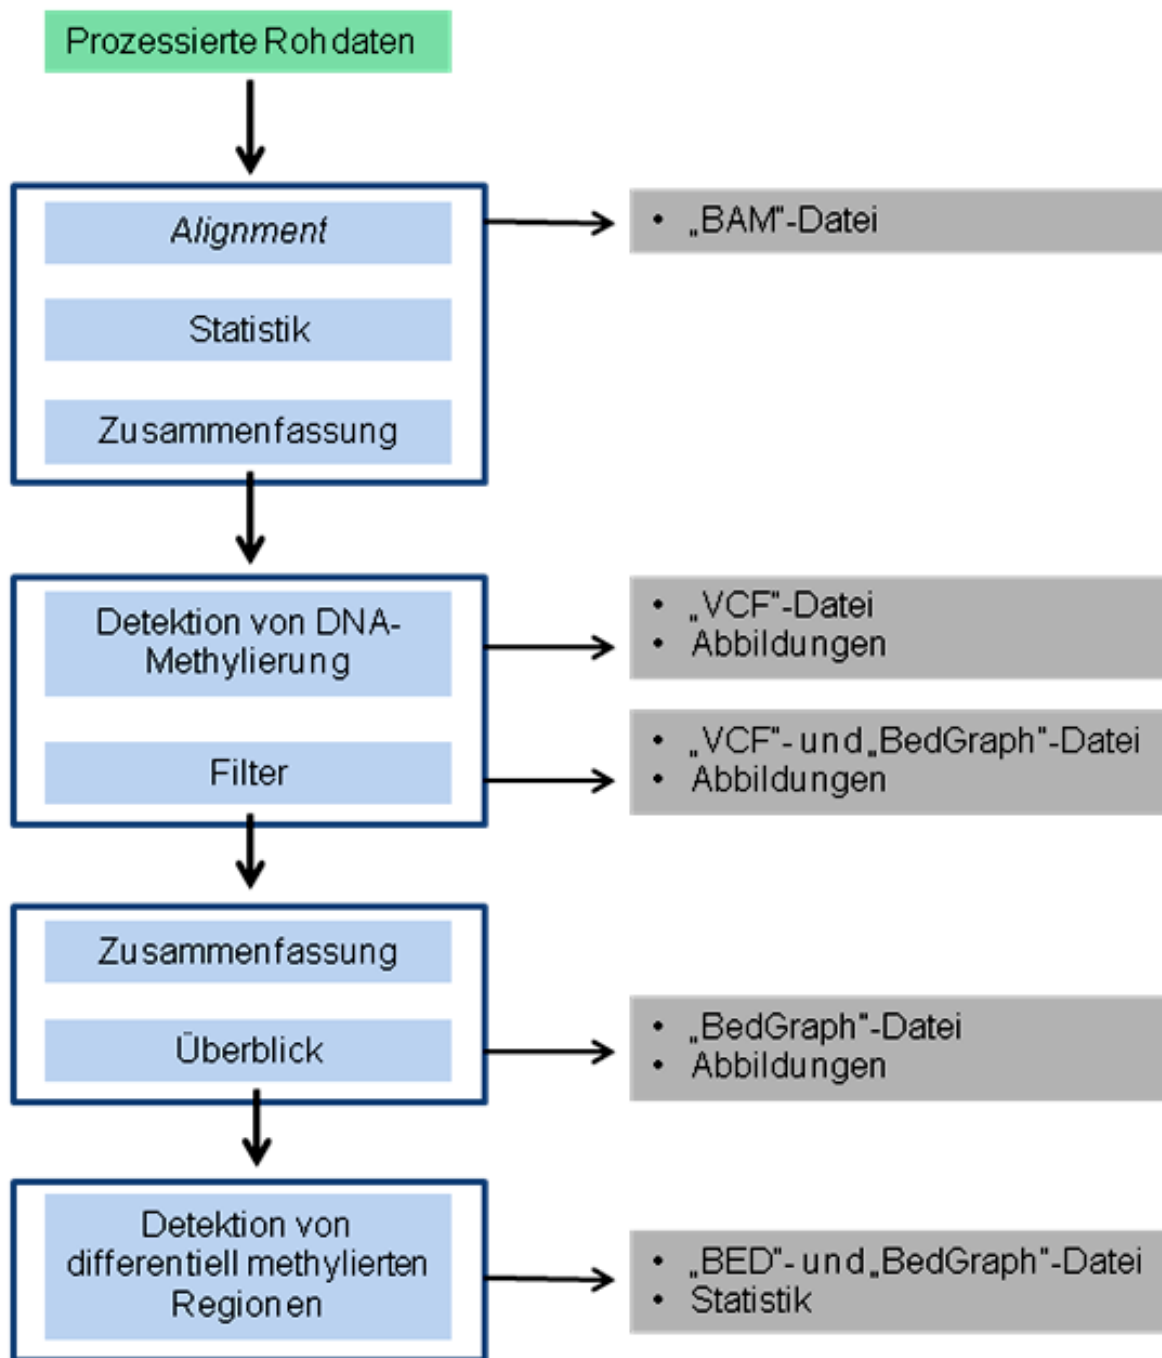 Prozessierte Rohdaten
Alignment
• „BAM"-Datei
Statistik
Zusammenfassung
Detektion von DNA-
Methylierung
• „VCF"-Datei
• Abbildungen
Filter
• „VCF"- und „BedGraph"-Datei
• Abbildungen
Zusammenfassung
Überblick
• „BedGraph"-Datei
• Abbildungen
Detektion von
differentiell methylierten
Regionen
• „BED"- und „BedGraph"-Datei
• Statistik